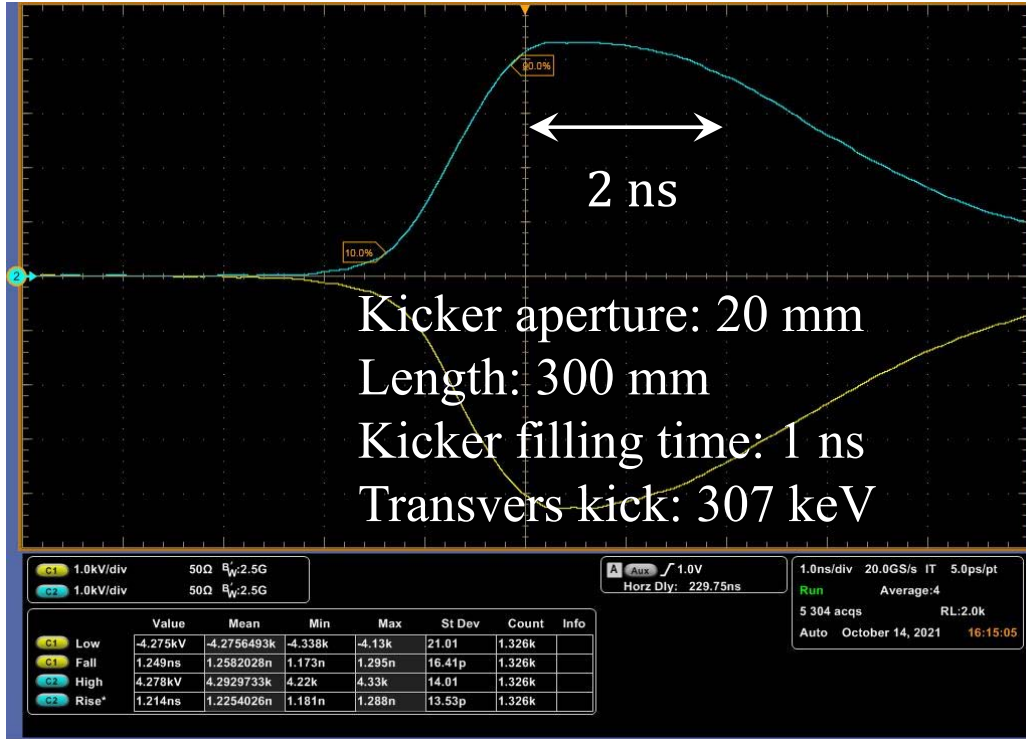 90.0%
2 ns
10.0%
2
Kicker aperture: 20 mm
Length: 300 mm
Kicker filling time: 1 ns
Transvers kick: 307 keV
C1 1.0kV/div 50Ω BW:2.5G
C2 1.0kV/div 50Ω BW:2.5G
A Aux 1.0V
Horz Dly: 229.75ns
1.0ns/div 20.0GS/s IT 5.0ps/pt
Run Average:4
5 304 acqs RL:2.0k
Auto October 14, 2021 16:15:05
Value Mean Min Max St Dev Count Info
C1 Low -4.275kV -4.2756493k -4.338k -4.13k 21.01 1.326k
C1 Fall 1.249ns 1.2582028n 1.173n 1.295n 16.41p 1.326k
C2 High 4.278kV 4.2929733k 4.22k 4.33k 14.01 1.326k
C2 Rise* 1.214ns 1.2254026n 1.181n 1.288n 13.53p 1.326k